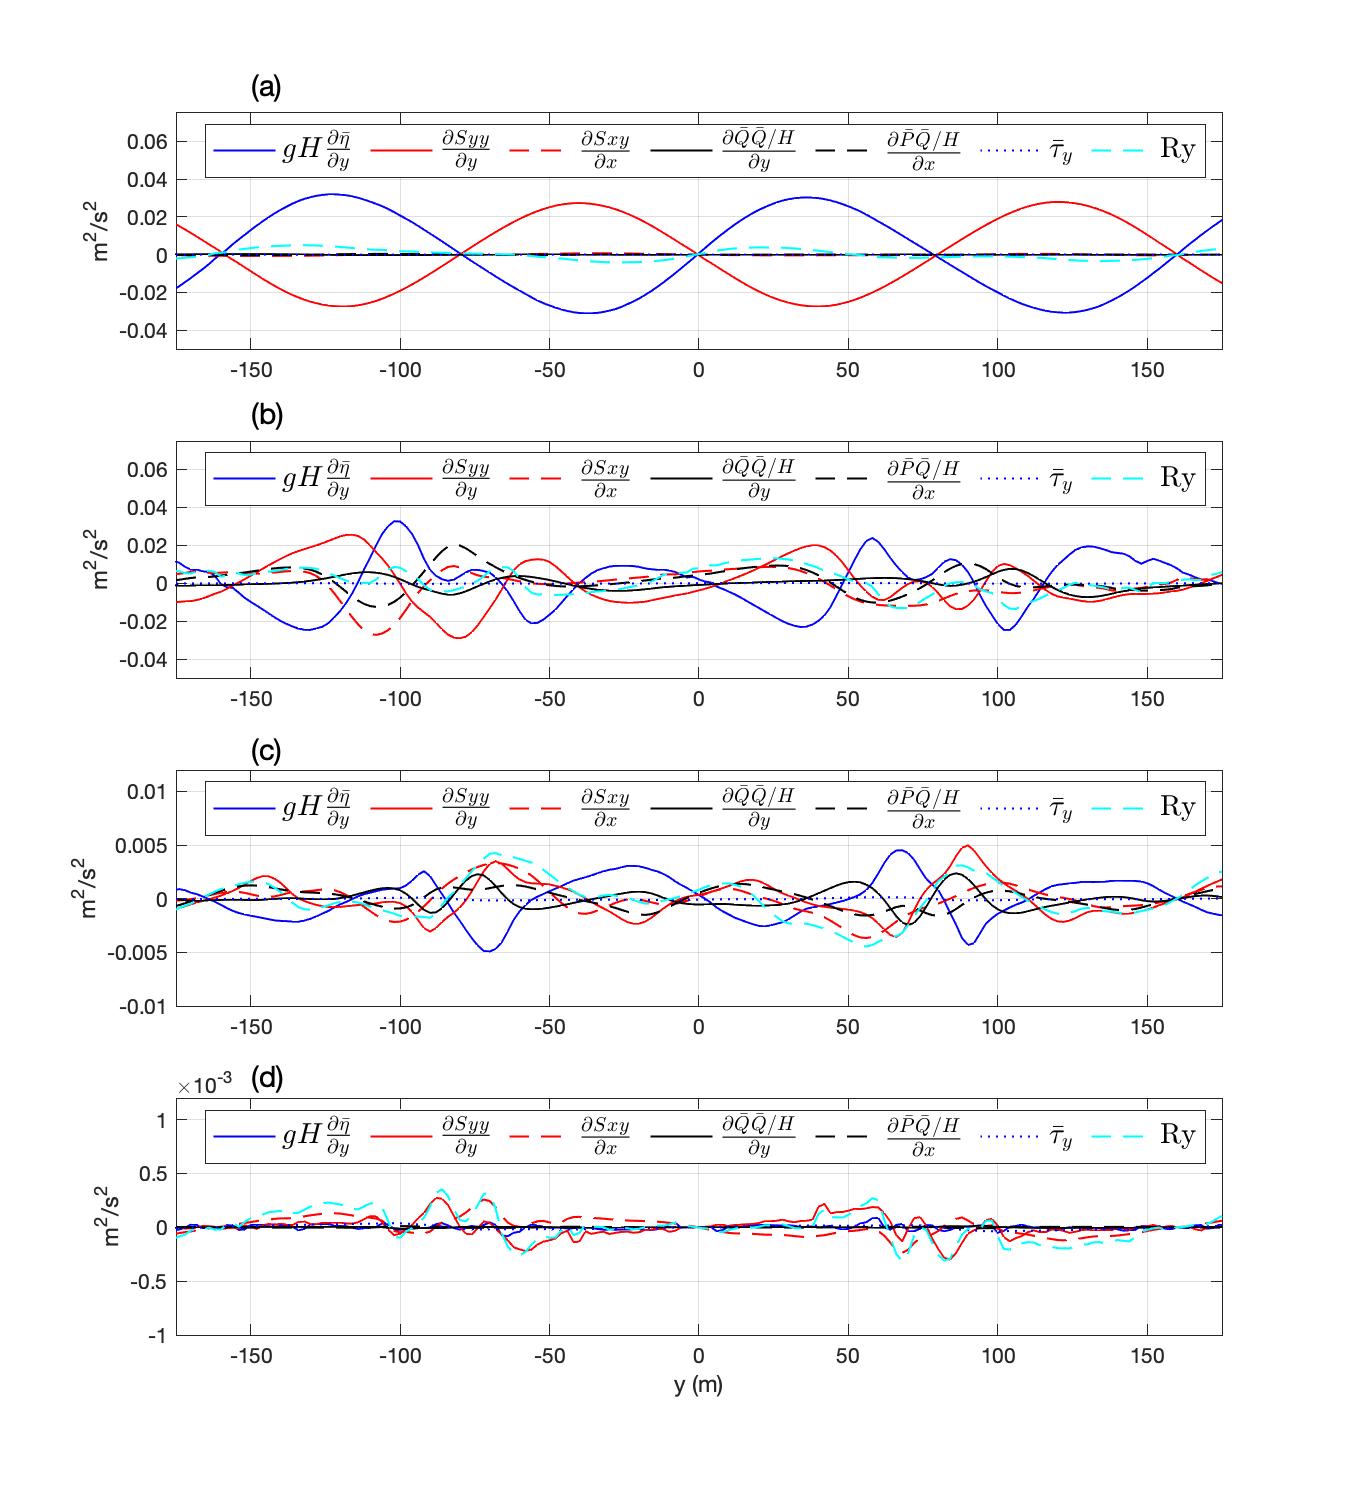 (a)
gH ∂η̄/∂y ∂Syy/∂y ∂Sxy/∂x ∂Q̄Q̄/H/∂y ∂P̄Q̄/H/∂x τ̄y Ry
0.06
0.04
0.02
0
-0.02
-0.04
m²/s²
-150 -100 -50 0 50 100 150
(b)
gH ∂η̄/∂y ∂Syy/∂y ∂Sxy/∂x ∂Q̄Q̄/H/∂y ∂P̄Q̄/H/∂x τ̄y Ry
0.06
0.04
0.02
0
-0.02
-0.04
m²/s²
-150 -100 -50 0 50 100 150
(c)
gH ∂η̄/∂y ∂Syy/∂y ∂Sxy/∂x ∂Q̄Q̄/H/∂y ∂P̄Q̄/H/∂x τ̄y Ry
0.01
0.005
0
-0.005
-0.01
m²/s²
-150 -100 -50 0 50 100 150
×10⁻³ (d)
gH ∂η̄/∂y ∂Syy/∂y ∂Sxy/∂x ∂Q̄Q̄/H/∂y ∂P̄Q̄/H/∂x τ̄y Ry
1
0.5
0
-0.5
-1
m²/s²
-150 -100 -50 0 50 100 150
y (m)